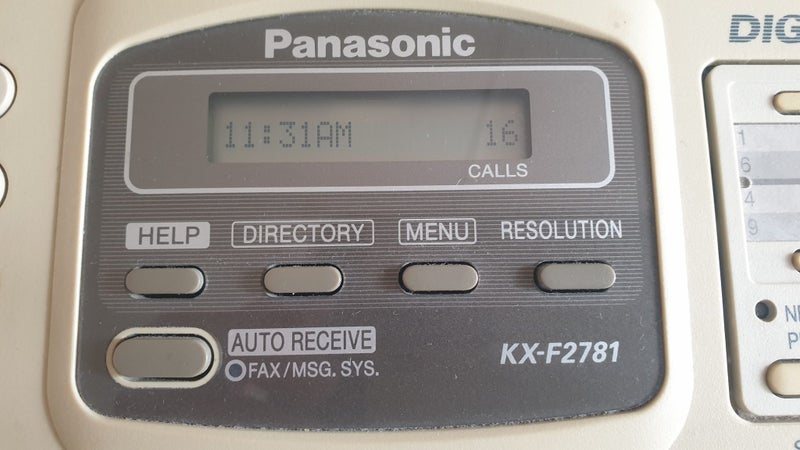 Panasonic
DIG
11:31AM 16
CALLS
1
6
4
9
HELP DIRECTORY MENU RESOLUTION
AUTO RECEIVE
FAX/MSG. SYS.
KX-F2781